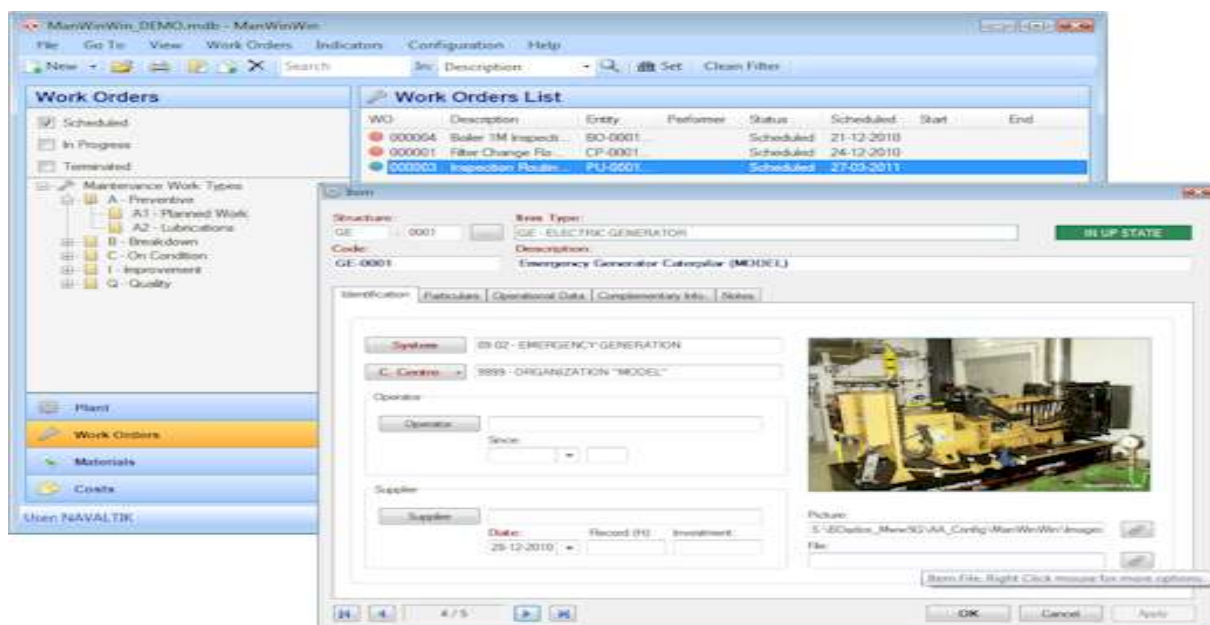 ManWinWin_DEMO.mdb - ManWinWin
File Go To View Work Orders Indicators Configuration Help
New Search In: Description Set Clean Filter
Work Orders
Scheduled
In Progress
Terminated
Maintenance Work Types
A - Preventive
A1 - Planned Work
A2 - Lubrications
B - Breakdown
C - On Condition
I - Improvement
Q - Quality
Plant
Work Orders
Materials
Costs
User: NAVALTIK
Work Orders List
WO Description Entity Performer Status Scheduled Start End
000004 Boiler 1M Inspecti... BO-0001... Scheduled 21-12-2010
000001 Filter Change Ro... CP-0001... Scheduled 24-12-2010
000003 Inspection Routin... PU-0001... Scheduled 27-03-2011
Item
Structure: Item Type:
GE - 0001 ... GE - ELECTRIC GENERATOR IN UP STATE
Code: Description:
GE-0001 Emergency Generator Caterpilar (MODEL)
Identification Particulars Operational Data Complementary Info. Notes
System 09 02 - EMERGENCY GENERATION
C. Centre 9999 - ORGANIZATION "MODEL"
Operator
Operator
Since:
Supplier
Supplier
Date: Record (H) Investment:
28-12-2010
Picture:
File:
Item File. Right Click mouse for more options.
4 / 5 OK Cancel Apply